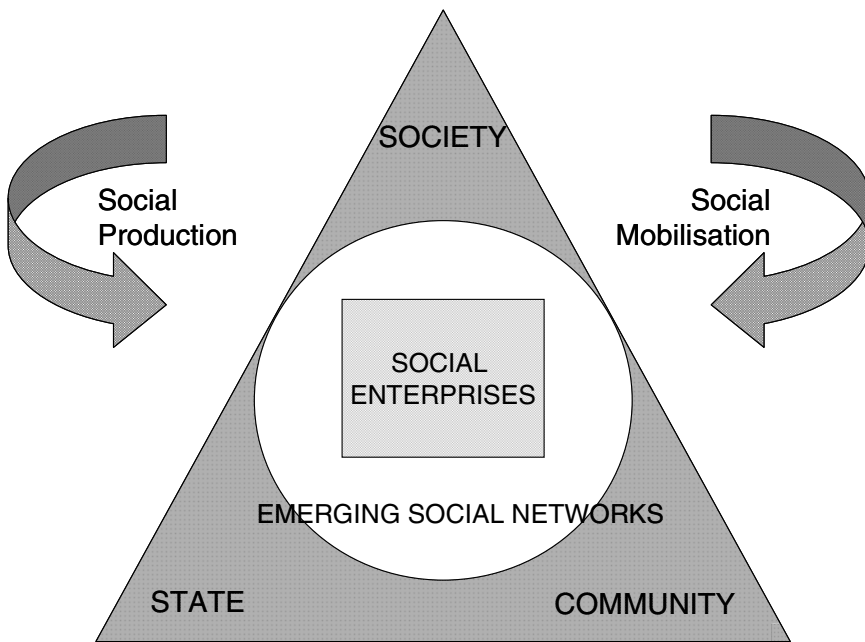 SOCIETY
Social
Production
Social
Mobilisation
SOCIAL
ENTERPRISES
EMERGING SOCIAL NETWORKS
STATE
COMMUNITY